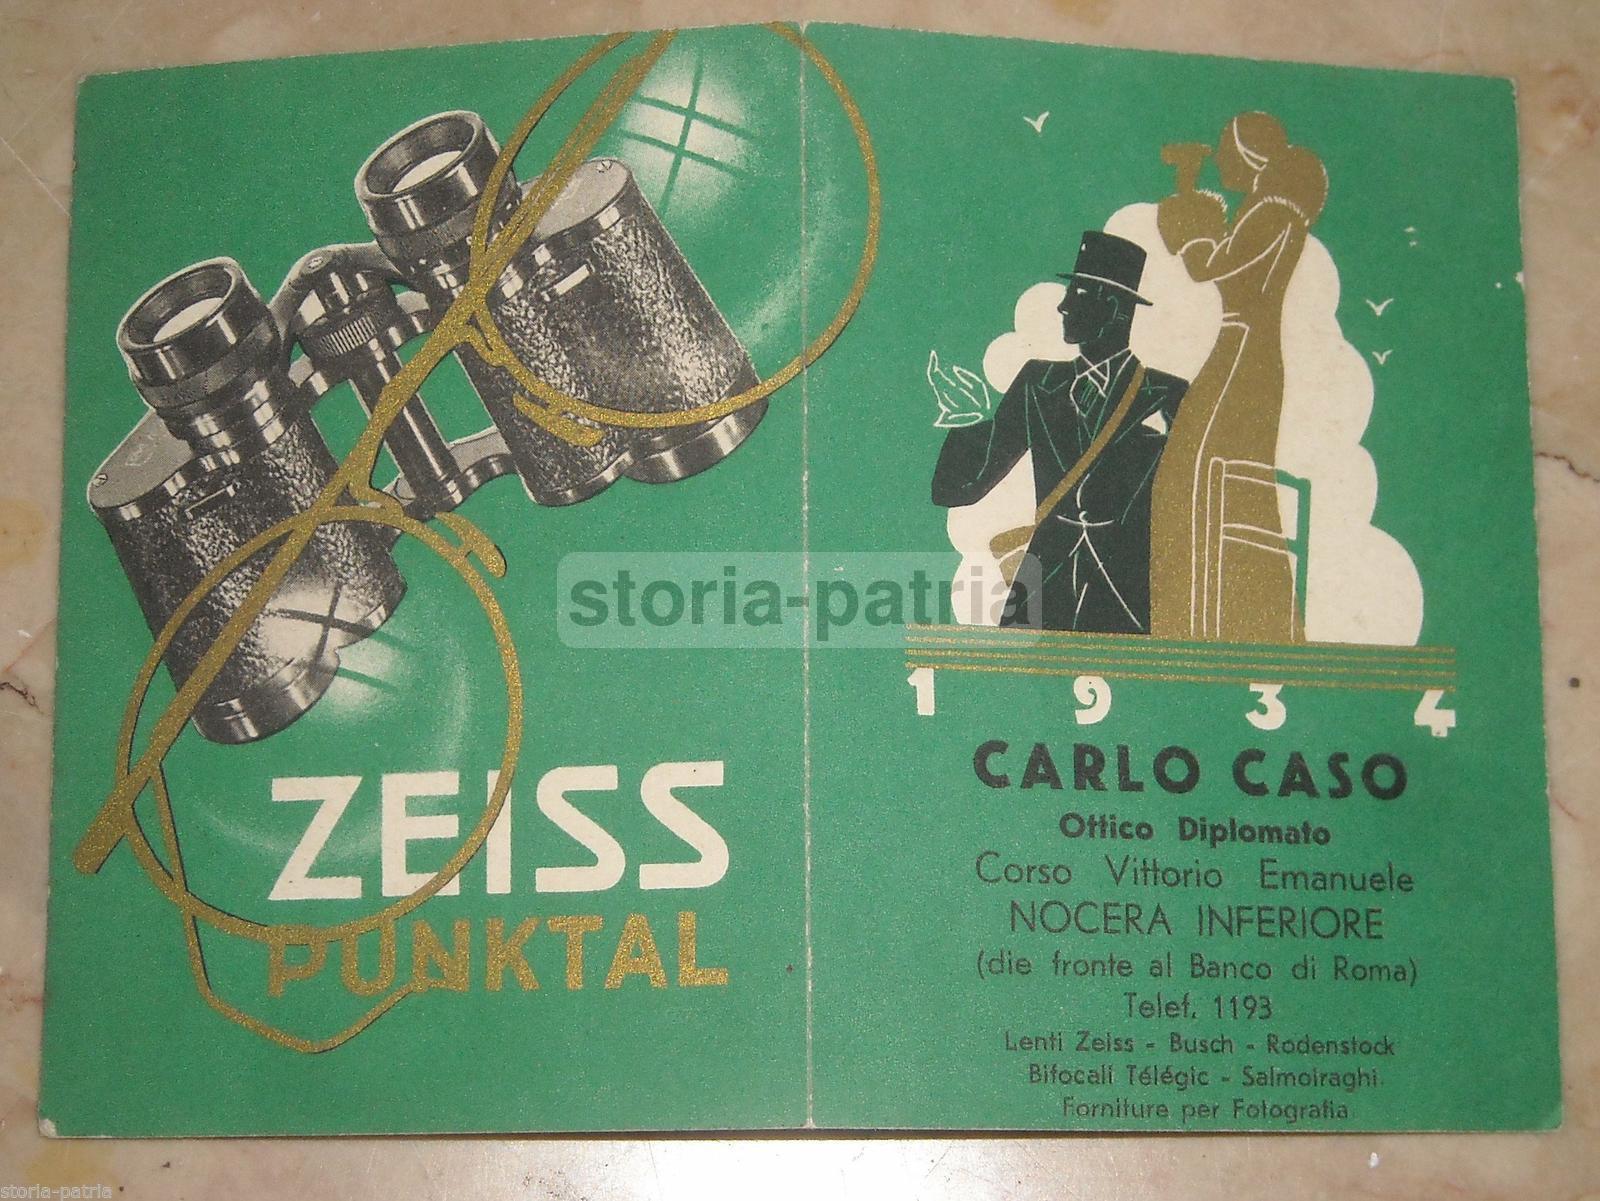 ZEISS
PUNKTAL
1934
CARLO CASO
Ottico Diplomato
Corso Vittorio Emanuele
NOCERA INFERIORE
(die fronte al Banco di Roma)
Telef. 1193
Lenti Zeiss - Busch - Rodenstock
Bifocali Télégic - Salmoiraghi
Forniture per Fotografia
storia-patria
storia-patria